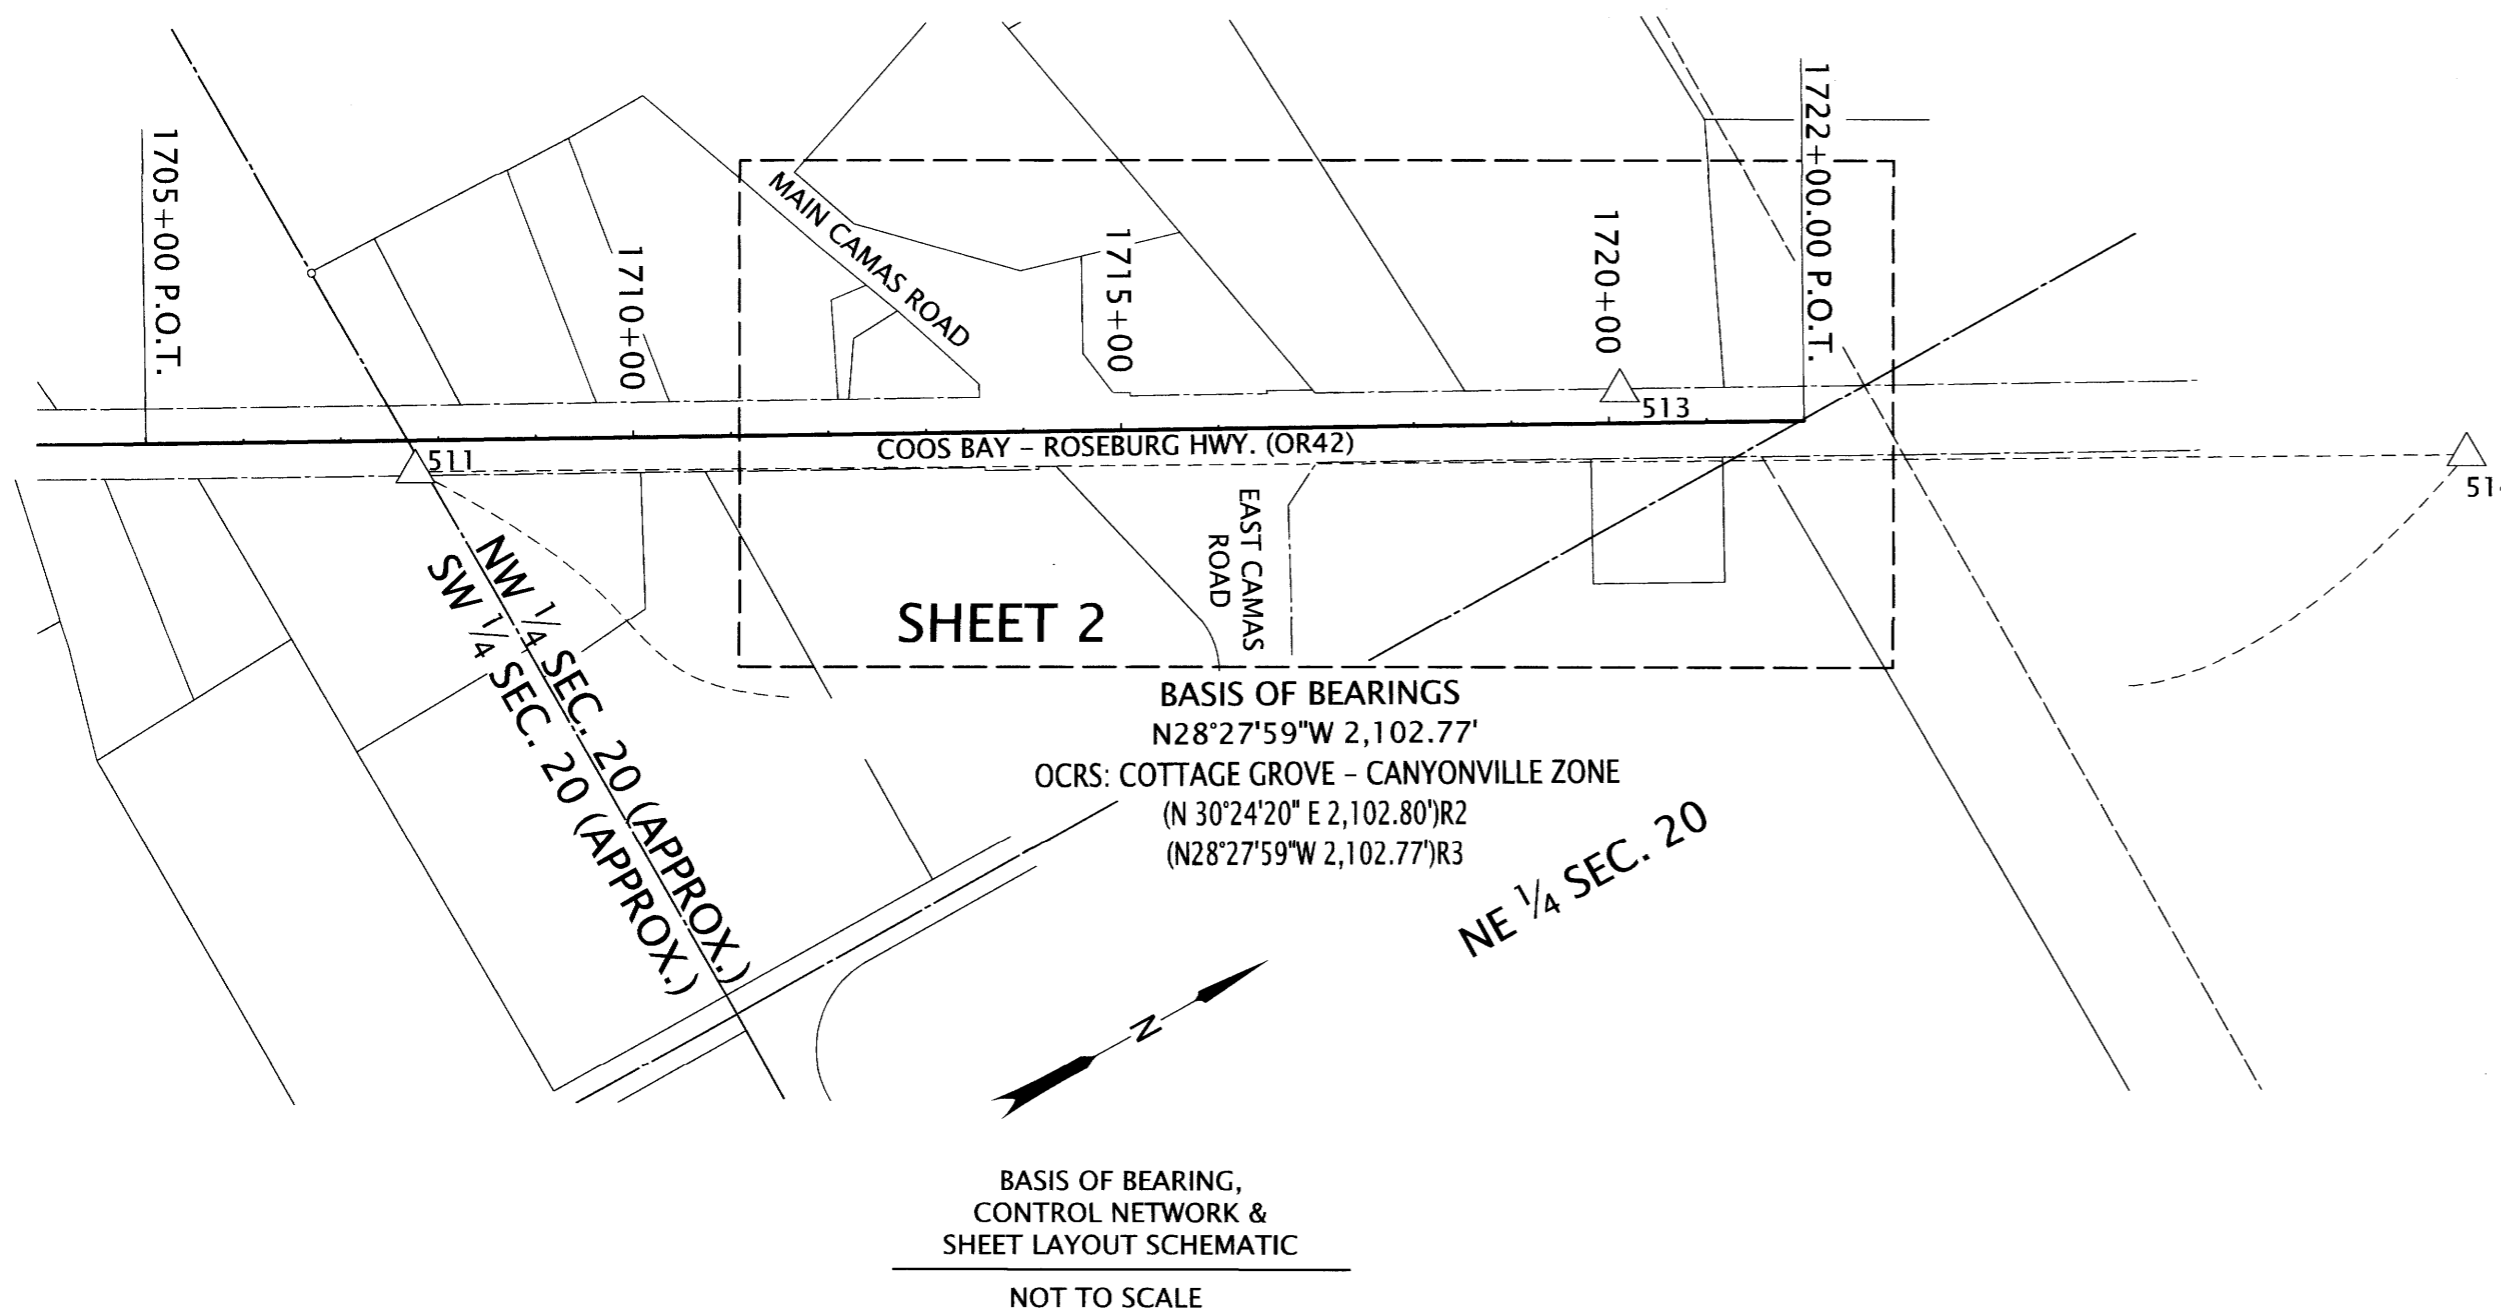 1705+00 P.O.T.
1710+00
MAIN CAMAS ROAD
1715+00
1720+00
1722+00.00 P.O.T.
513
COOS BAY – ROSEBURG HWY. (OR42)
511
EAST CAMAS
ROAD
NW 1/4 SEC. 20 (APPROX.)
SW 1/4 SEC. 20 (APPROX.)
SHEET 2
BASIS OF BEARINGS
N28°27'59"W 2,102.77'
OCRS: COTTAGE GROVE – CANYONVILLE ZONE
(N 30°24'20" E 2,102.80')R2
(N28°27'59"W 2,102.77')R3
NE 1/4 SEC. 20
N
BASIS OF BEARING,
CONTROL NETWORK &
SHEET LAYOUT SCHEMATIC
NOT TO SCALE